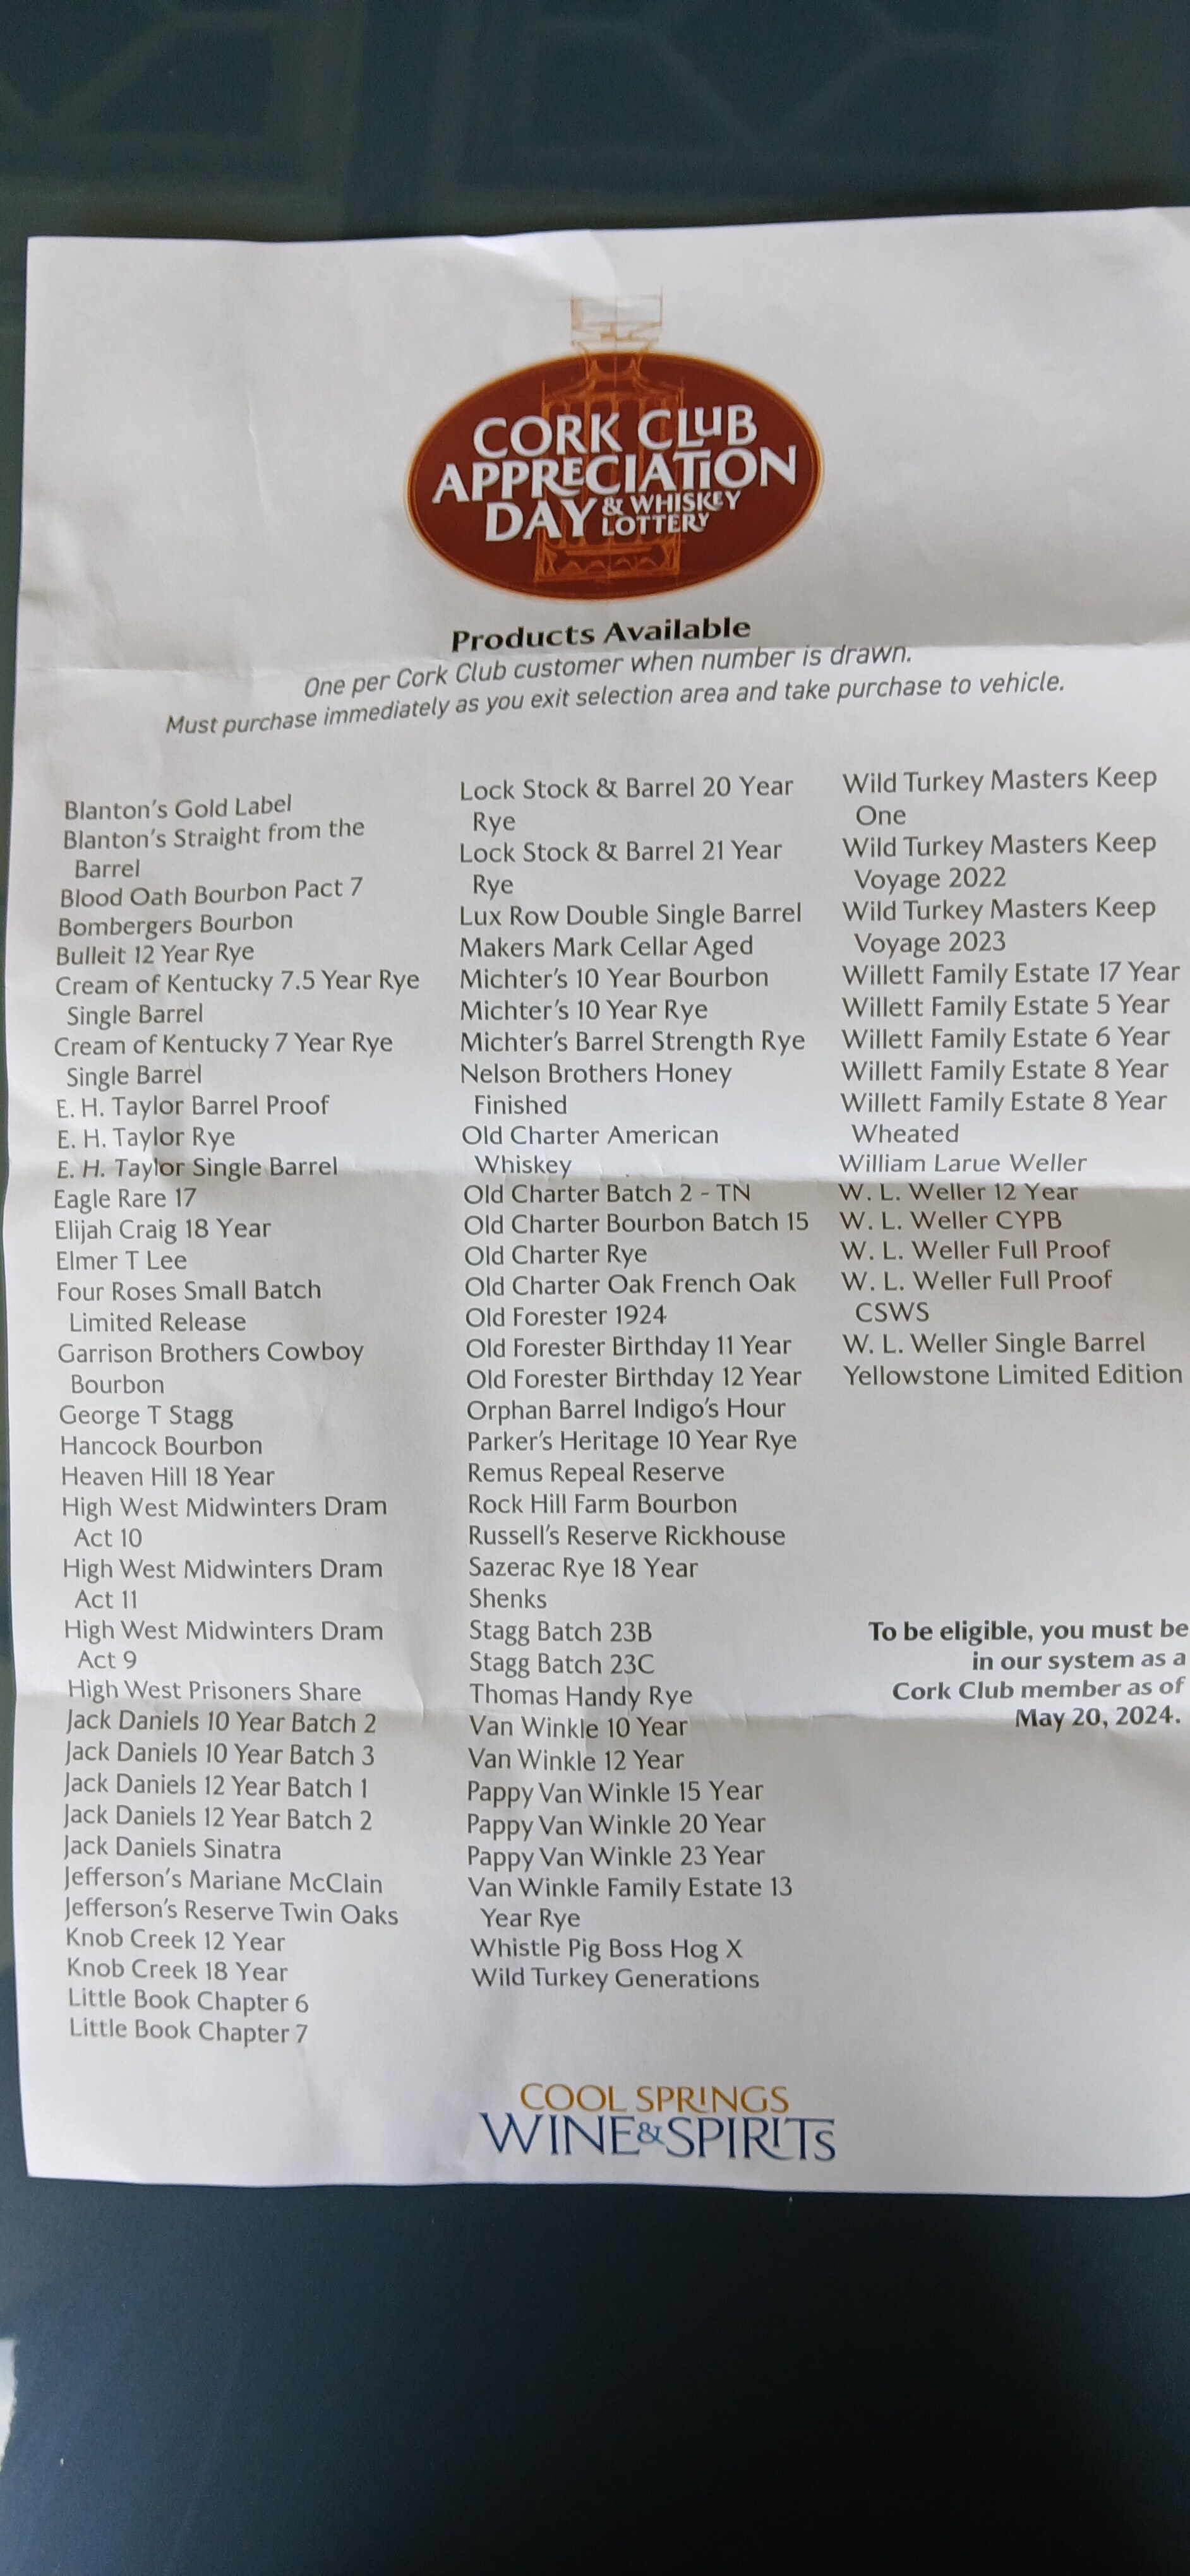 CORK CLUB
APPRECIATION
DAY & WHISKEY
LOTTERY
Products Available
One per Cork Club customer when number is drawn.
Must purchase immediately as you exit selection area and take purchase to vehicle.
Blanton's Gold Label
Blanton's Straight from the
Barrel
Blood Oath Bourbon Pact 7
Bombergers Bourbon
Bulleit 12 Year Rye
Cream of Kentucky 7.5 Year Rye
Single Barrel
Cream of Kentucky 7 Year Rye
Single Barrel
E. H. Taylor Barrel Proof
E. H. Taylor Rye
E. H. Taylor Single Barrel
Eagle Rare 17
Elijah Craig 18 Year
Elmer T Lee
Four Roses Small Batch
Limited Release
Garrison Brothers Cowboy
Bourbon
George T Stagg
Hancock Bourbon
Heaven Hill 18 Year
High West Midwinters Dram
Act 10
High West Midwinters Dram
Act 11
High West Midwinters Dram
Act 9
High West Prisoners Share
Jack Daniels 10 Year Batch 2
Jack Daniels 10 Year Batch 3
Jack Daniels 12 Year Batch 1
Jack Daniels 12 Year Batch 2
Jack Daniels Sinatra
Jefferson's Mariane McClain
Jefferson's Reserve Twin Oaks
Knob Creek 12 Year
Knob Creek 18 Year
Little Book Chapter 6
Little Book Chapter 7
Lock Stock & Barrel 20 Year
Rye
Lock Stock & Barrel 21 Year
Rye
Lux Row Double Single Barrel
Makers Mark Cellar Aged
Michter's 10 Year Bourbon
Michter's 10 Year Rye
Michter's Barrel Strength Rye
Nelson Brothers Honey
Finished
Old Charter American
Whiskey
Old Charter Batch 2 - TN
Old Charter Bourbon Batch 15
Old Charter Rye
Old Charter Oak French Oak
Old Forester 1924
Old Forester Birthday 11 Year
Old Forester Birthday 12 Year
Orphan Barrel Indigo's Hour
Parker's Heritage 10 Year Rye
Remus Repeal Reserve
Rock Hill Farm Bourbon
Russell's Reserve Rickhouse
Sazerac Rye 18 Year
Shenks
Stagg Batch 23B
Stagg Batch 23C
Thomas Handy Rye
Van Winkle 10 Year
Van Winkle 12 Year
Pappy Van Winkle 15 Year
Pappy Van Winkle 20 Year
Pappy Van Winkle 23 Year
Van Winkle Family Estate 13
Year Rye
Whistle Pig Boss Hog X
Wild Turkey Generations
Wild Turkey Masters Keep
One
Wild Turkey Masters Keep
Voyage 2022
Wild Turkey Masters Keep
Voyage 2023
Willett Family Estate 17 Year
Willett Family Estate 5 Year
Willett Family Estate 6 Year
Willett Family Estate 8 Year
Willett Family Estate 8 Year
Wheated
William Larue Weller
W. L. Weller 12 Year
W. L. Weller CYPB
W. L. Weller Full Proof
W. L. Weller Full Proof
CSWS
W. L. Weller Single Barrel
Yellowstone Limited Edition
To be eligible, you must be
in our system as a
Cork Club member as of
May 20, 2024.
COOL SPRINGS
WINE&SPIRITS